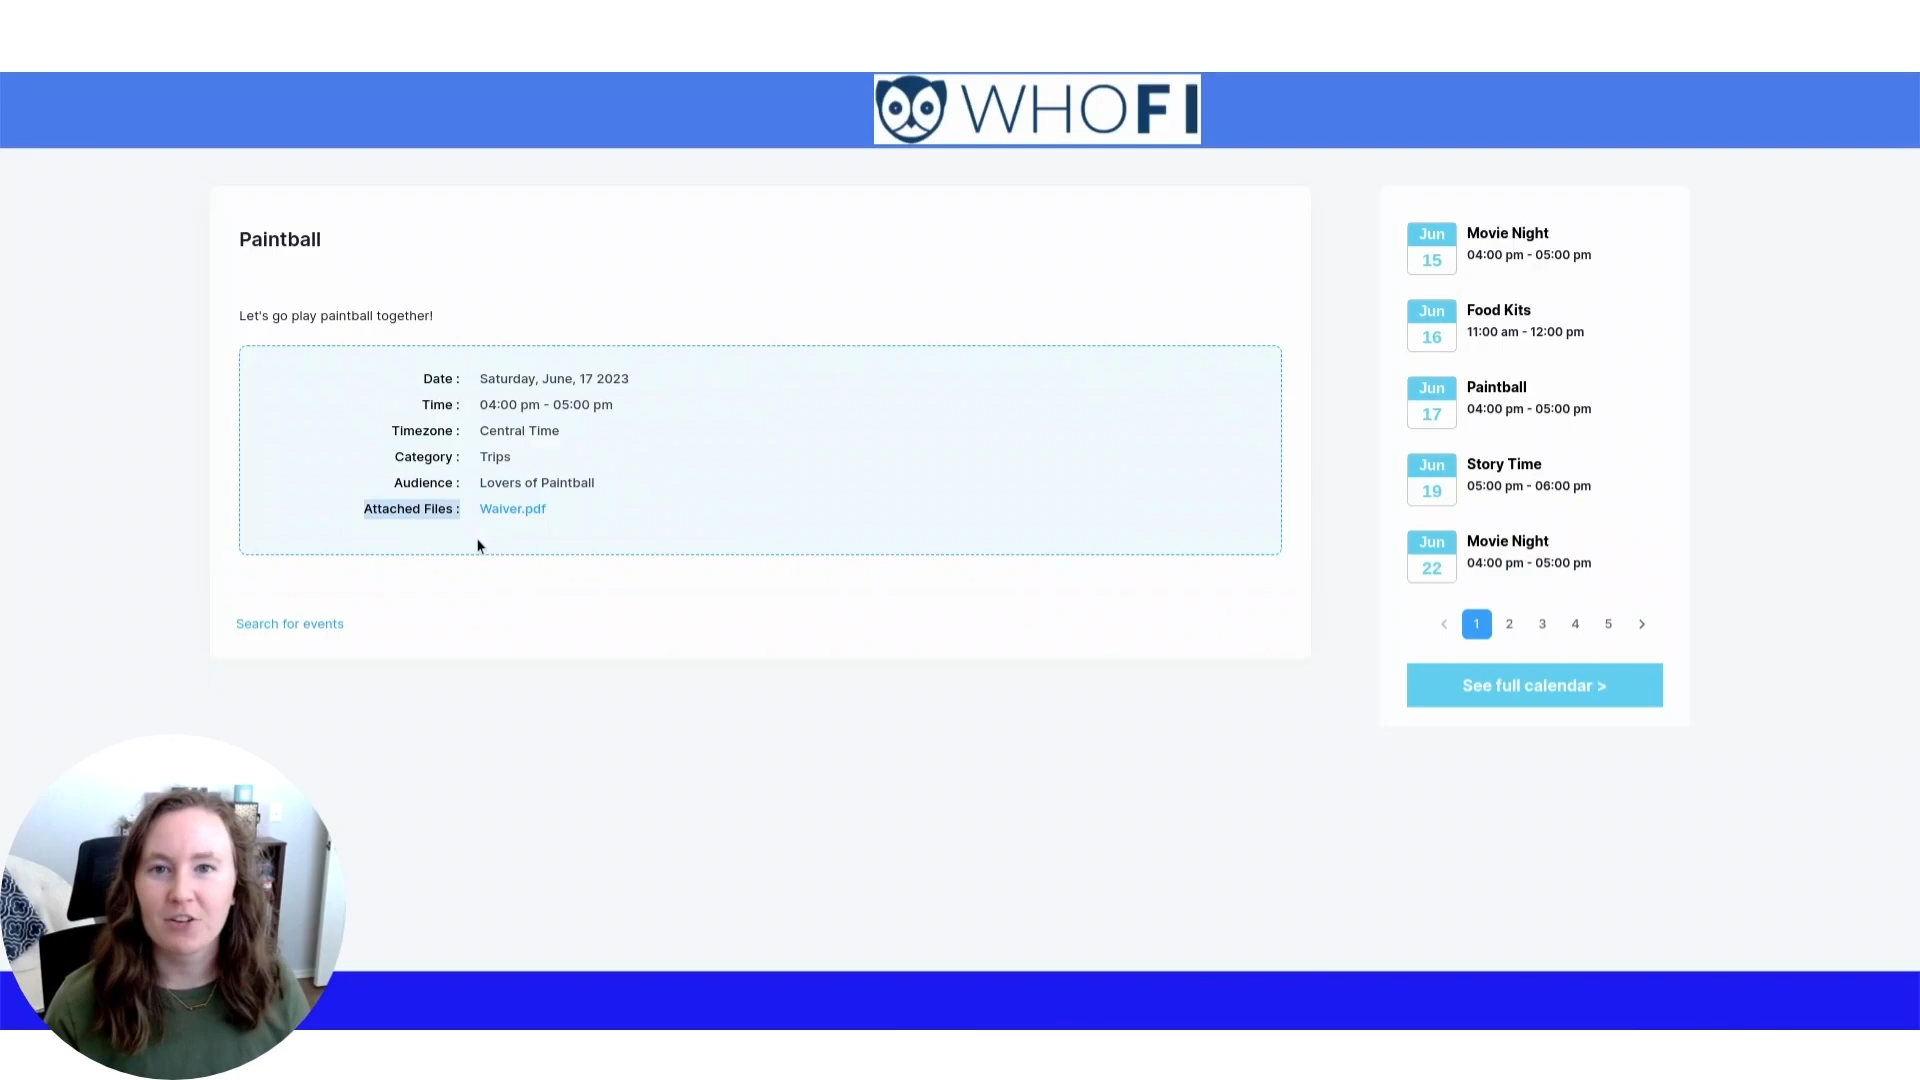 WHOFI
Paintball
Let's go play paintball together!
Date : Saturday, June, 17 2023
Time : 04:00 pm - 05:00 pm
Timezone : Central Time
Category : Trips
Audience : Lovers of Paintball
Attached Files : Waiver.pdf
Search for events
Jun
15
Movie Night
04:00 pm - 05:00 pm
Jun
16
Food Kits
11:00 am - 12:00 pm
Jun
17
Paintball
04:00 pm - 05:00 pm
Jun
19
Story Time
05:00 pm - 06:00 pm
Jun
22
Movie Night
04:00 pm - 05:00 pm
< 1 2 3 4 5 >
See full calendar >